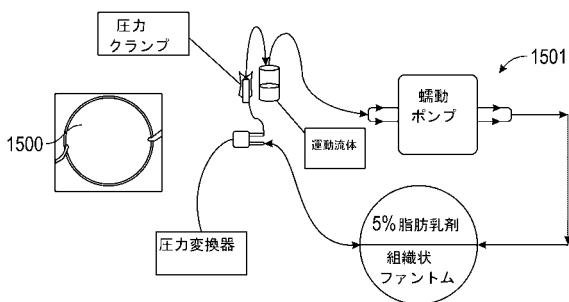 圧力
クランプ
1501
蠕動
ポンプ
1500
運動流体
5%脂肪乳剤
組織状
ファントム
圧力変換器